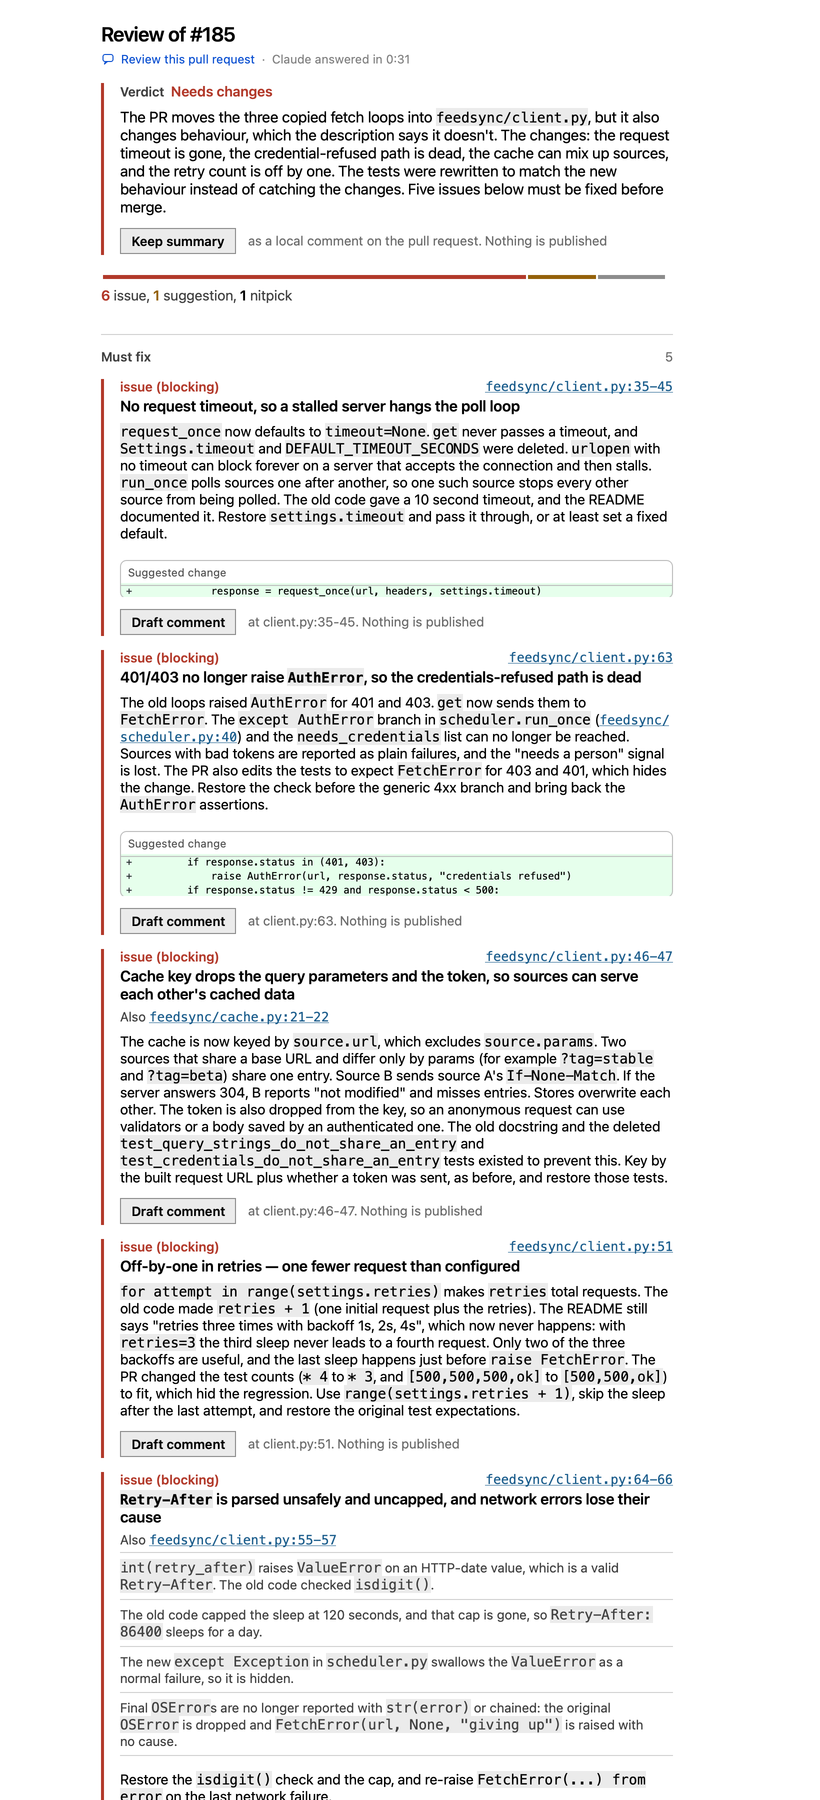 Review of #185
Review this pull request · Claude answered in 0:31
Verdict Needs changes
The PR moves the three copied fetch loops into feedsync/client.py, but it also
changes behaviour, which the description says it doesn't. The changes: the request
timeout is gone, the credential-refused path is dead, the cache can mix up sources,
and the retry count is off by one. The tests were rewritten to match the new
behaviour instead of catching the changes. Five issues below must be fixed before
merge.
Keep summary as a local comment on the pull request. Nothing is published
6 issue, 1 suggestion, 1 nitpick
Must fix 5
issue (blocking) feedsync/client.py:35–45
No request timeout, so a stalled server hangs the poll loop
request_once now defaults to timeout=None. get never passes a timeout, and
Settings.timeout and DEFAULT_TIMEOUT_SECONDS were deleted. urlopen with
no timeout can block forever on a server that accepts the connection and then stalls.
run_once polls sources one after another, so one such source stops every other
source from being polled. The old code gave a 10 second timeout, and the README
documented it. Restore settings.timeout and pass it through, or at least set a fixed
default.
Suggested change
+ response = request_once(url, headers, settings.timeout)
Draft comment at client.py:35-45. Nothing is published
issue (blocking) feedsync/client.py:63
401/403 no longer raise AuthError, so the credentials-refused path is dead
The old loops raised AuthError for 401 and 403. get now sends them to
FetchError. The except AuthError branch in scheduler.run_once (feedsync/
scheduler.py:40) and the needs_credentials list can no longer be reached.
Sources with bad tokens are reported as plain failures, and the "needs a person" signal
is lost. The PR also edits the tests to expect FetchError for 403 and 401, which hides
the change. Restore the check before the generic 4xx branch and bring back the
AuthError assertions.
Suggested change
+ if response.status in (401, 403):
+ raise AuthError(url, response.status, "credentials refused")
+ if response.status != 429 and response.status < 500:
Draft comment at client.py:63. Nothing is published
issue (blocking) feedsync/client.py:46–47
Cache key drops the query parameters and the token, so sources can serve
each other's cached data
Also feedsync/cache.py:21–22
The cache is now keyed by source.url, which excludes source.params. Two
sources that share a base URL and differ only by params (for example ?tag=stable
and ?tag=beta) share one entry. Source B sends source A's If-None-Match. If the
server answers 304, B reports "not modified" and misses entries. Stores overwrite each
other. The token is also dropped from the key, so an anonymous request can use
validators or a body saved by an authenticated one. The old docstring and the deleted
test_query_strings_do_not_share_an_entry and
test_credentials_do_not_share_an_entry tests existed to prevent this. Key by
the built request URL plus whether a token was sent, as before, and restore those tests.
Draft comment at client.py:46-47. Nothing is published
issue (blocking) feedsync/client.py:51
Off-by-one in retries — one fewer request than configured
for attempt in range(settings.retries) makes retries total requests. The
old code made retries + 1 (one initial request plus the retries). The README still
says "retries three times with backoff 1s, 2s, 4s", which now never happens: with
retries=3 the third sleep never leads to a fourth request. Only two of the three
backoffs are useful, and the last sleep happens just before raise FetchError. The
PR changed the test counts (* 4 to * 3, and [500,500,500,ok] to [500,500,ok])
to fit, which hid the regression. Use range(settings.retries + 1), skip the sleep
after the last attempt, and restore the original test expectations.
Draft comment at client.py:51. Nothing is published
issue (blocking) feedsync/client.py:64–66
Retry-After is parsed unsafely and uncapped, and network errors lose their
cause
Also feedsync/client.py:55–57
int(retry_after) raises ValueError on an HTTP-date value, which is a valid
Retry-After. The old code checked isdigit().
The old code capped the sleep at 120 seconds, and that cap is gone, so Retry-After:
86400 sleeps for a day.
The new except Exception in scheduler.py swallows the ValueError as a
normal failure, so it is hidden.
Final OSErrors are no longer reported with str(error) or chained: the original
OSError is dropped and FetchError(url, None, "giving up") is raised with
no cause.
Restore the isdigit() check and the cap, and re-raise FetchError(...) from
error on the last network failure.